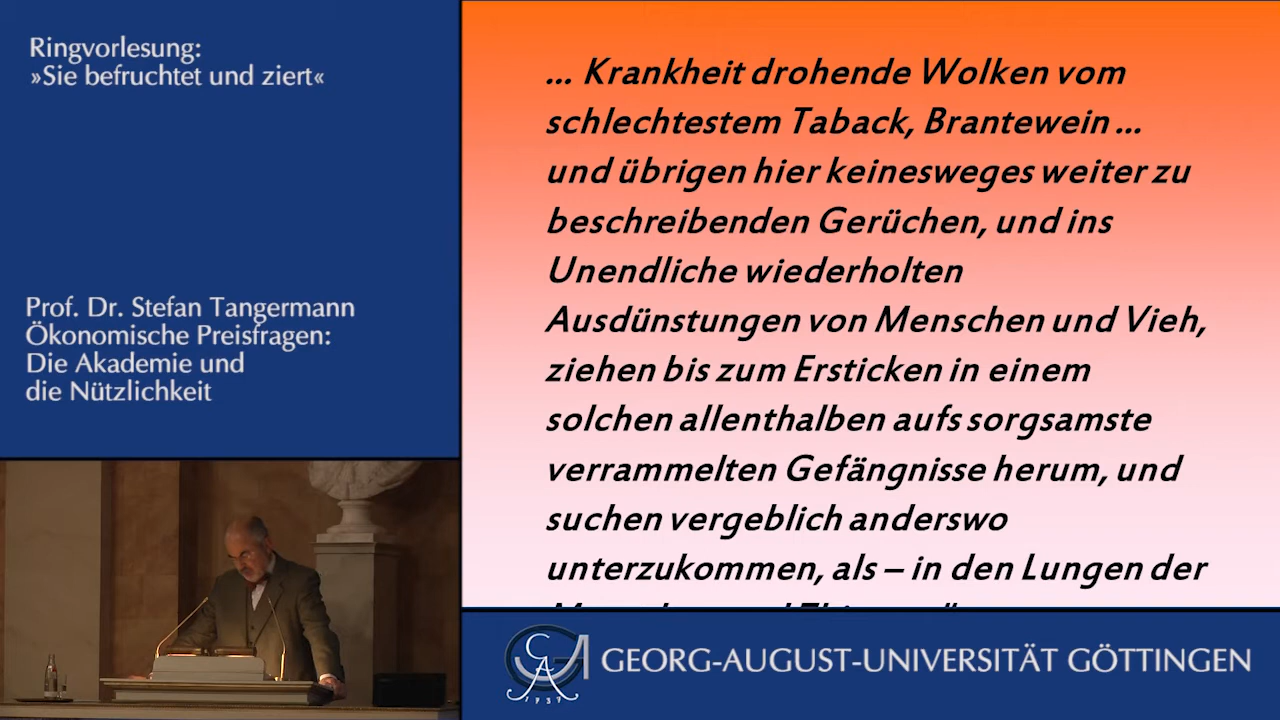 Ringvorlesung:
»Sie befruchtet und ziert«
Prof. Dr. Stefan Tangermann
Ökonomische Preisfragen:
Die Akademie und
die Nützlichkeit
... Krankheit drohende Wolken vom
schlechtestem Taback, Brantewein ...
und übrigen hier keinesweges weiter zu
beschreibenden Gerüchen, und ins
Unendliche wiederholten
Ausdünstungen von Menschen und Vieh,
ziehen bis zum Ersticken in einem
solchen allenthalben aufs sorgsamste
verrammelten Gefängnisse herum, und
suchen vergeblich anderswo
unterzukommen, als – in den Lungen der
GEORG-AUGUST-UNIVERSITÄT GÖTTINGEN